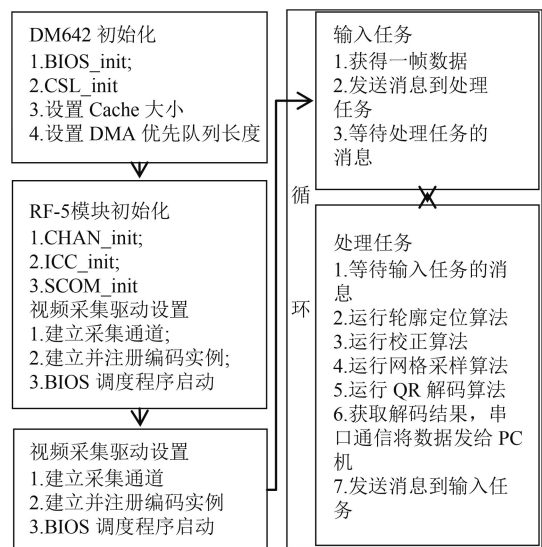 DM642 初始化
1.BIOS_init;
2.CSL_init
3.设置 Cache 大小
4.设置 DMA 优先队列长度
RF-5模块初始化
1.CHAN_init;
2.ICC_init;
3.SCOM_init
视频采集驱动设置
1.建立采集通道;
2.建立并注册编码实例;
3.BIOS 调度程序启动
视频采集驱动设置
1.建立采集通道
2.建立并注册编码实例
3.BIOS 调度程序启动
循
环
输入任务
1.获得一帧数据
2.发送消息到处理
任务
3.等待处理任务的
消息
处理任务
1.等待输入任务的消
息
2.运行轮廓定位算法
3.运行校正算法
4.运行网格采样算法
5.运行 QR 解码算法
6.获取解码结果，串
口通信将数据发给 PC
机
7.发送消息到输入任
务